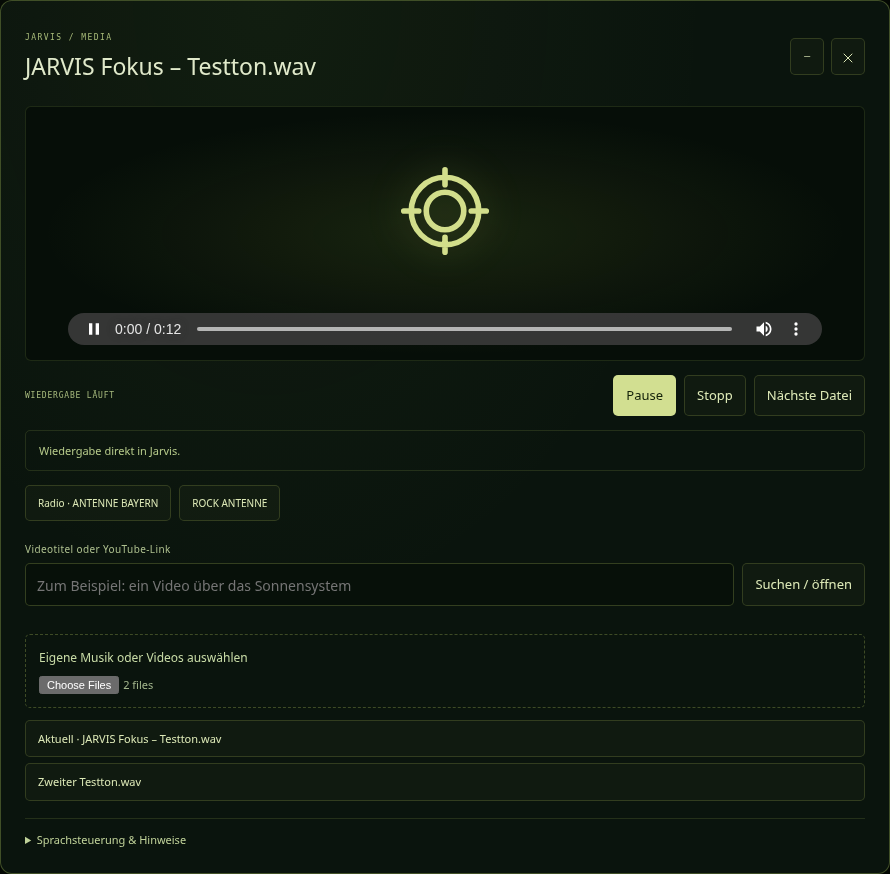 JARVIS / MEDIA
JARVIS Fokus – Testton.wav
0:00 / 0:12
WIEDERGABE LÄUFT
Pause
Stopp
Nächste Datei
Wiedergabe direkt in Jarvis.
Radio · ANTENNE BAYERN
ROCK ANTENNE
Videotitel oder YouTube-Link
Zum Beispiel: ein Video über das Sonnensystem
Suchen / öffnen
Eigene Musik oder Videos auswählen
Choose Files 2 files
Aktuell · JARVIS Fokus – Testton.wav
Zweiter Testton.wav
Sprachsteuerung & Hinweise